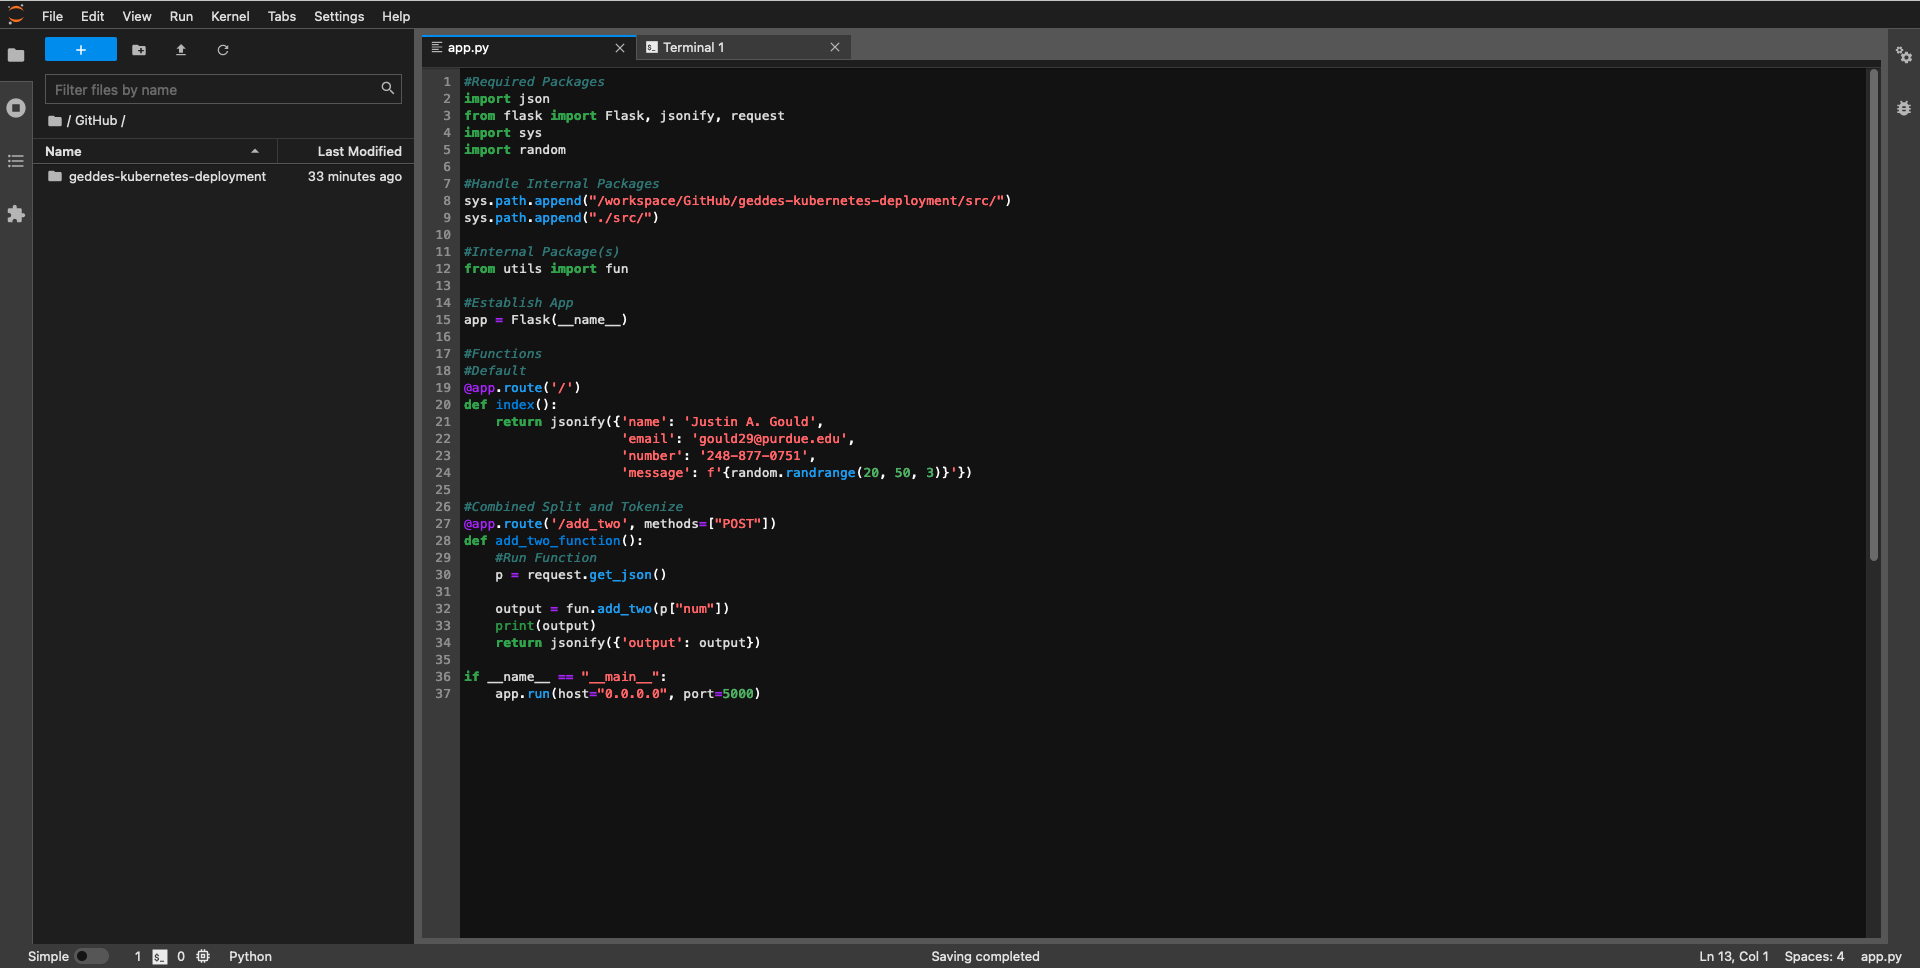 File Edit View Run Kernel Tabs Settings Help
+
Filter files by name
/ GitHub /
Name Last Modified
geddes-kubernetes-deployment 33 minutes ago
app.py Terminal 1
1 #Required Packages
2 import json
3 from flask import Flask, jsonify, request
4 import sys
5 import random
6
7 #Handle Internal Packages
8 sys.path.append("/workspace/GitHub/geddes-kubernetes-deployment/src/")
9 sys.path.append("./src/")
10
11 #Internal Package(s)
12 from utils import fun
13
14 #Establish App
15 app = Flask(__name__)
16
17 #Functions
18 #Default
19 @app.route('/')
20 def index():
21     return jsonify({'name': 'Justin A. Gould',
22                     'email': 'gould29@purdue.edu',
23                     'number': '248-877-0751',
24                     'message': f'{random.randrange(20, 50, 3)}'})
25
26 #Combined Split and Tokenize
27 @app.route('/add_two', methods=["POST"])
28 def add_two_function():
29     #Run Function
30     p = request.get_json()
31
32     output = fun.add_two(p["num"])
33     print(output)
34     return jsonify({'output': output})
35
36 if __name__ == "__main__":
37     app.run(host="0.0.0.0", port=5000)
Simple 1 $_ 0 Python Saving completed Ln 13, Col 1 Spaces: 4 app.py